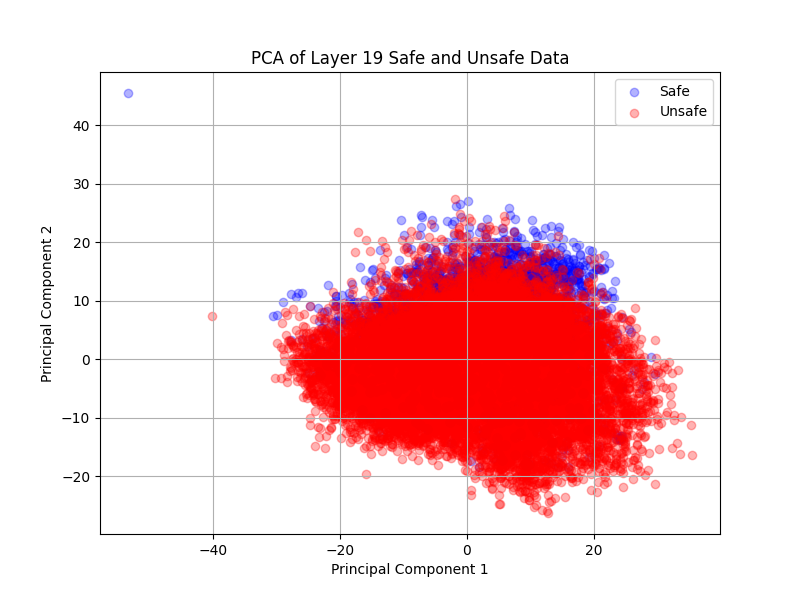 PCA of Layer 19 Safe and Unsafe Data
Safe
Unsafe
40
30
20
10
0
−10
−20
Principal Component 2
−40
−20
0
20
Principal Component 1